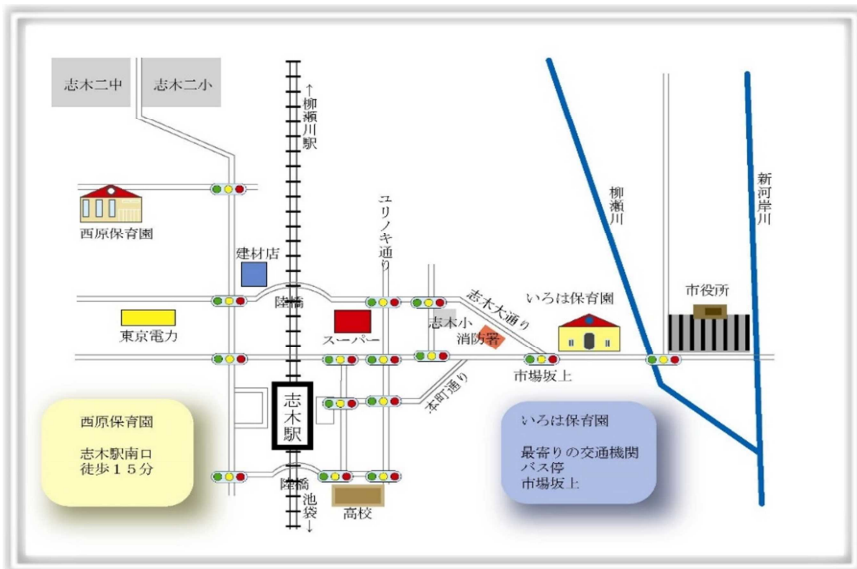 志木二中
志木二小
←柳瀬川駅
ユリノキ通り
柳瀬川
新河岸川
西原保育園
建材店
陸橋
志木大通り
いろは保育園
市役所
東京電力
スーパー
志木小
消防署
市場坂上
本町通り
志木駅
西原保育園
志木駅南口
徒歩15分
いろは保育園
最寄りの交通機関
バス停
市場坂上
陸橋
池袋→
高校